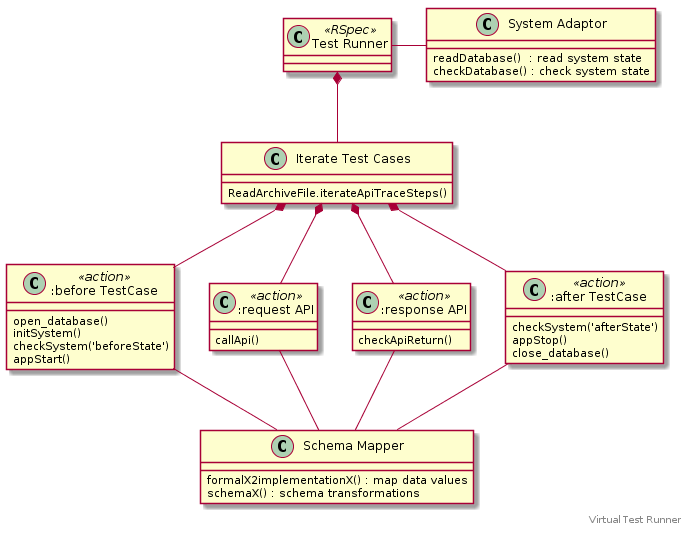 C
«RSpec»
Test Runner
C
System Adaptor
readDatabase() : read system state
checkDatabase() : check system state
C
Iterate Test Cases
ReadArchiveFile.iterateApiTraceSteps()
C
«action»
:before TestCase
open_database()
initSystem()
checkSystem('beforeState')
appStart()
C
«action»
:request API
callApi()
C
«action»
:response API
checkApiReturn()
C
«action»
:after TestCase
checkSystem('afterState')
appStop()
close_database()
C
Schema Mapper
formalX2implementationX() : map data values
schemaX() : schema transformations
Virtual Test Runner